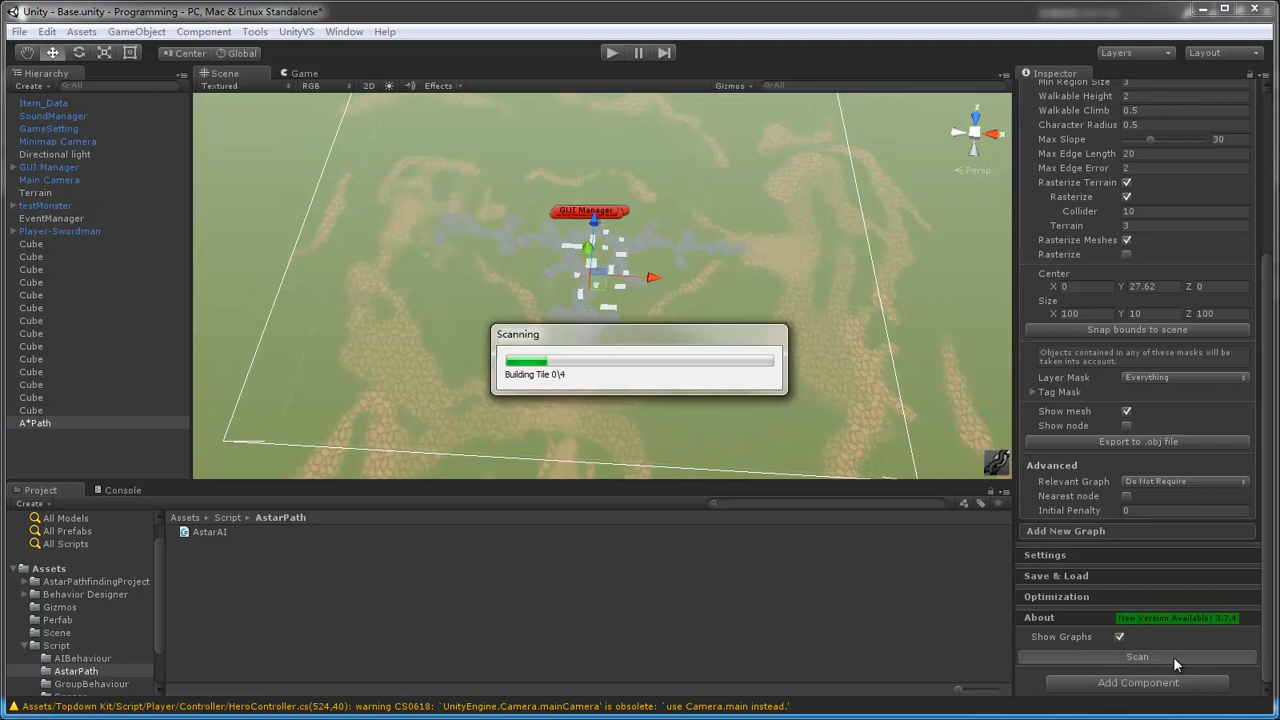 Unity - Base.unity - Programming - PC, Mac & Linux Standalone*
File Edit Assets GameObject Component Tools UnityVS Window Help
Center Global Layers Layout
Hierarchy
Create All
Item_Data
SoundManager
GameSetting
Minimap Camera
Directional light
GUI Manager
Main Camera
Terrain
testMonster
EventManager
Player-Swordman
Cube
Cube
Cube
Cube
Cube
Cube
Cube
Cube
Cube
Cube
Cube
Cube
Cube
Cube
A*Path
Scene Game
Textured RGB 2D Effects Gizmos All
z
x
Persp
GUI Manager
Scanning
Building Tile 0\4
Inspector
Min Region Size 3
Walkable Height 2
Walkable Climb 0.5
Character Radius 0.5
Max Slope 30
Max Edge Length 20
Max Edge Error 2
Rasterize Terrain
Rasterize
Collider 10
Terrain 3
Rasterize Meshes
Rasterize
Center
X 0 Y 27.62 Z 0
Size
X 100 Y 10 Z 100
Snap bounds to scene
Objects contained in any of these masks will be
taken into account.
Layer Mask Everything
Tag Mask
Show mesh
Show node
Export to .obj file
Advanced
Relevant Graph Do Not Require
Nearest node
Initial Penalty 0
Add New Graph
Settings
Save & Load
Optimization
About New Version Available! 3.7.4
Show Graphs
Scan
Add Component
Project Console
Create
All Models
All Prefabs
All Scripts
Assets
AstarPathfindingProject
Behavior Designer
Gizmos
Perfab
Scene
Script
AIBehaviour
AstarPath
GroupBehaviour
Assets Script AstarPath
AstarAI
Assets/Topdown Kit/Script/Player/Controller/HeroController.cs(524,40): warning CS0618: `UnityEngine.Camera.mainCamera' is obsolete: `use Camera.main instead.'